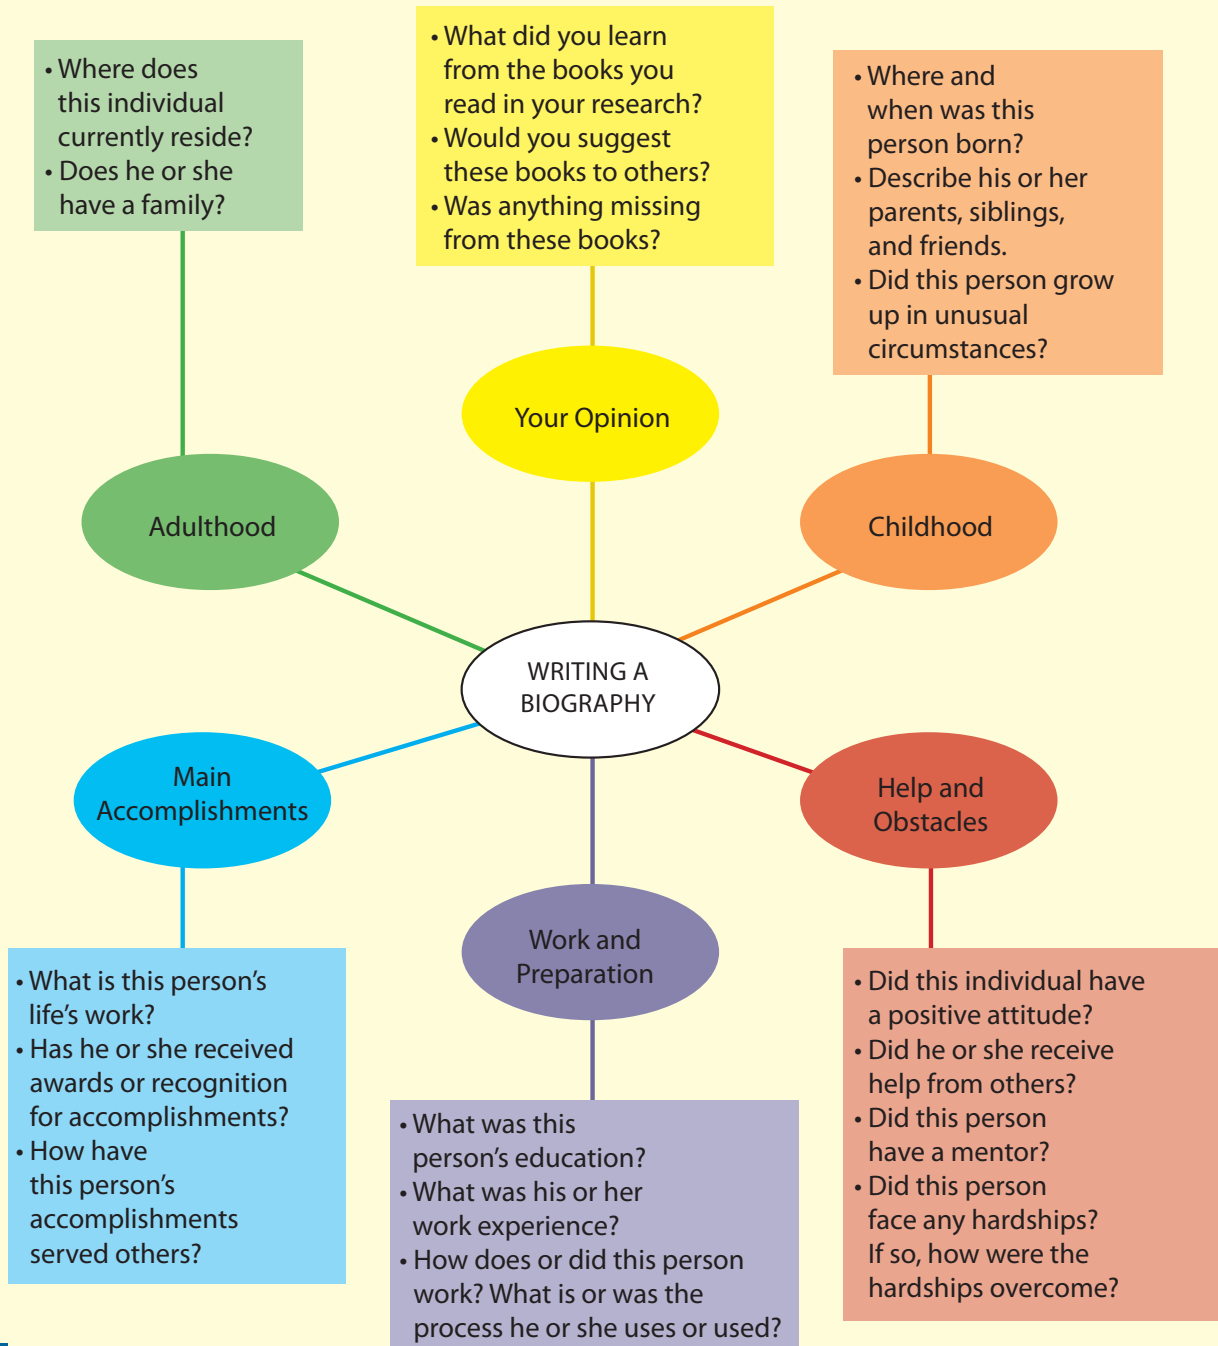 • Where does
this individual
currently reside?
• Does he or she
have a family?
• What did you learn
from the books you
read in your research?
• Would you suggest
these books to others?
• Was anything missing
from these books?
• Where and
when was this
person born?
• Describe his or her
parents, siblings,
and friends.
• Did this person grow
up in unusual
circumstances?
Your Opinion
Adulthood
Childhood
WRITING A
BIOGRAPHY
Main
Accomplishments
Help and
Obstacles
Work and
Preparation
• What is this person’s
life’s work?
• Has he or she received
awards or recognition
for accomplishments?
• How have
this person’s
accomplishments
served others?
• What was this
person’s education?
• What was his or her
work experience?
• How does or did this person
work? What is or was the
process he or she uses or used?
• Did this individual have
a positive attitude?
• Did he or she receive
help from others?
• Did this person
have a mentor?
• Did this person
face any hardships?
If so, how were the
hardships overcome?